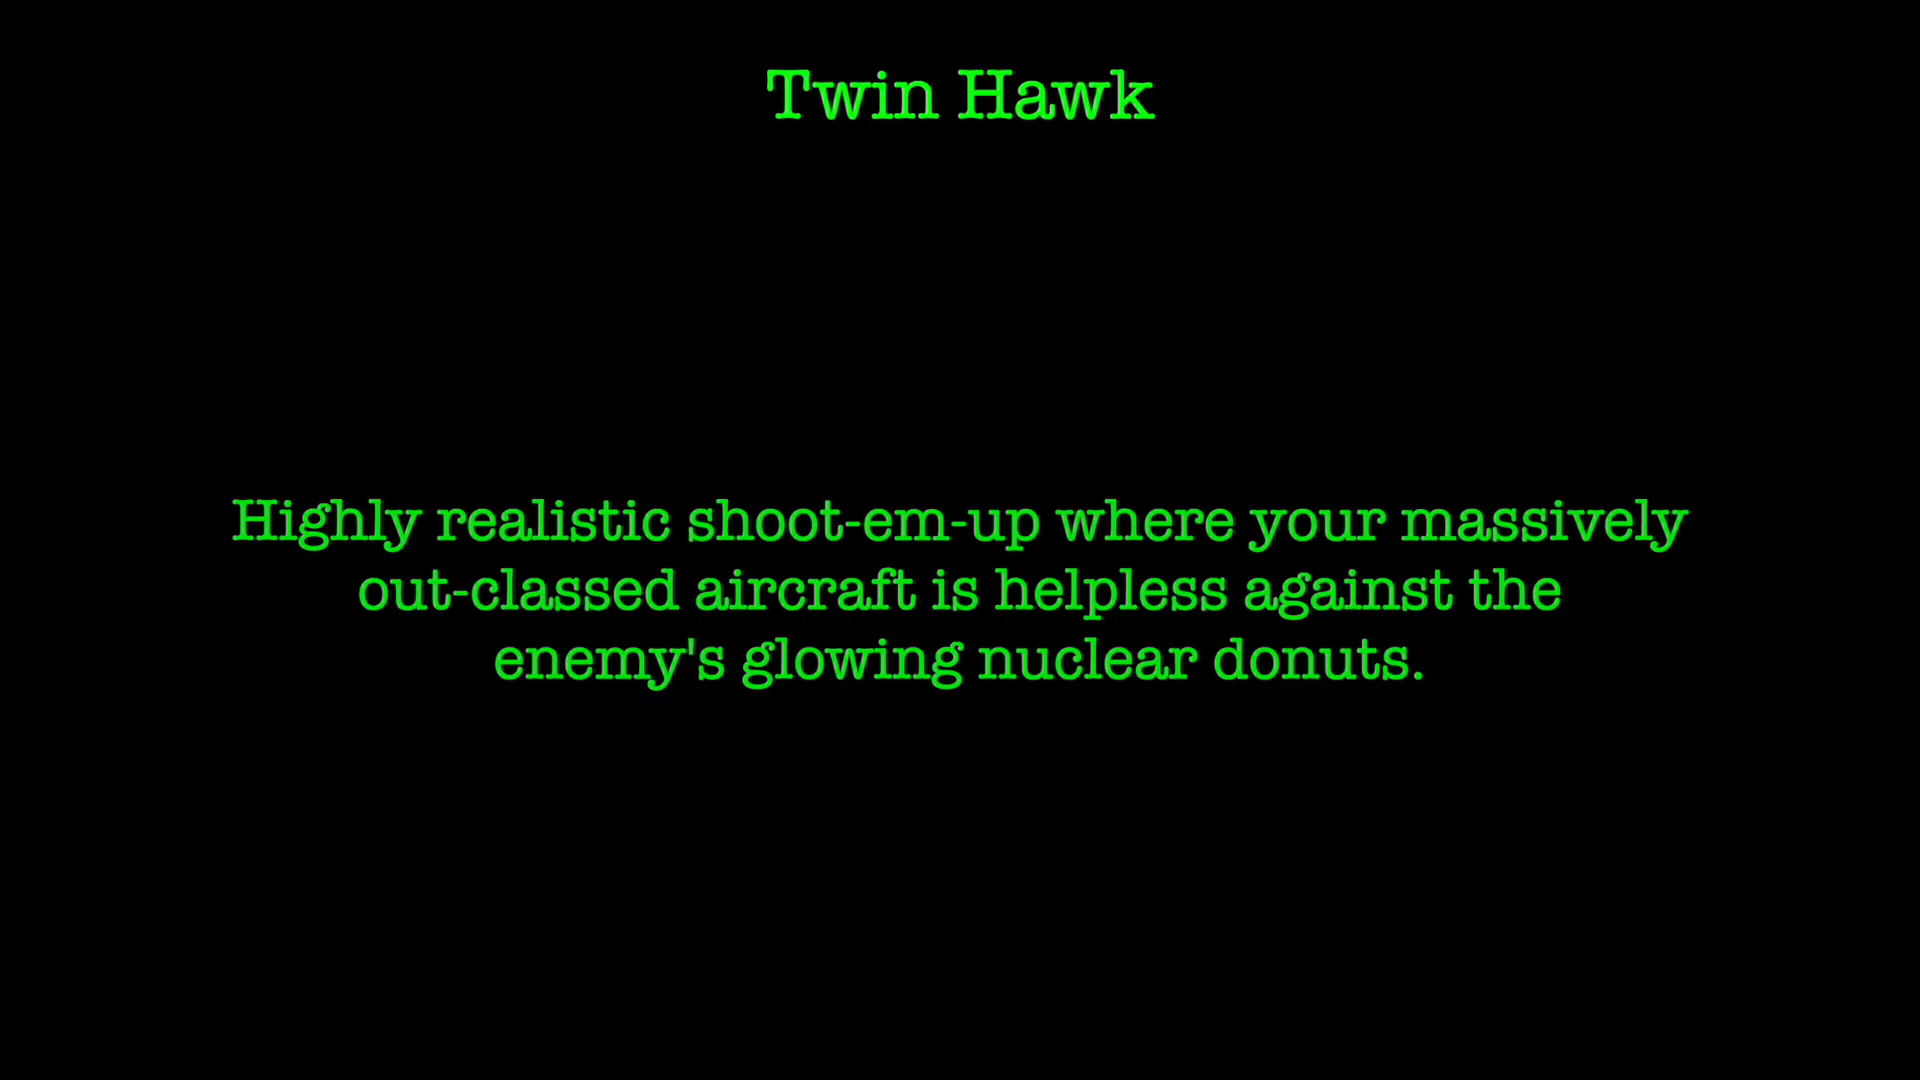 Twin Hawk
Highly realistic shoot-em-up where your massively
out-classed aircraft is helpless against the
enemy's glowing nuclear donuts.